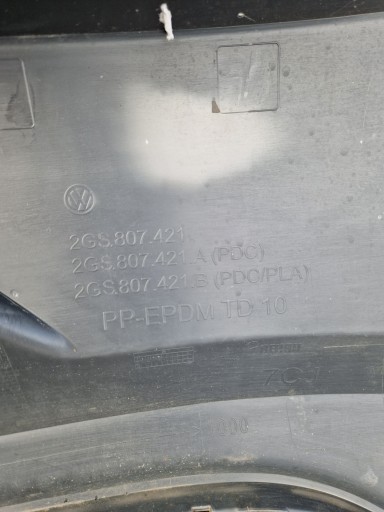 2GS.807.421
2GS.807.421.A (PDC)
2GS.807.421.B (PDC/PLA)
PP-EPDM TD 10